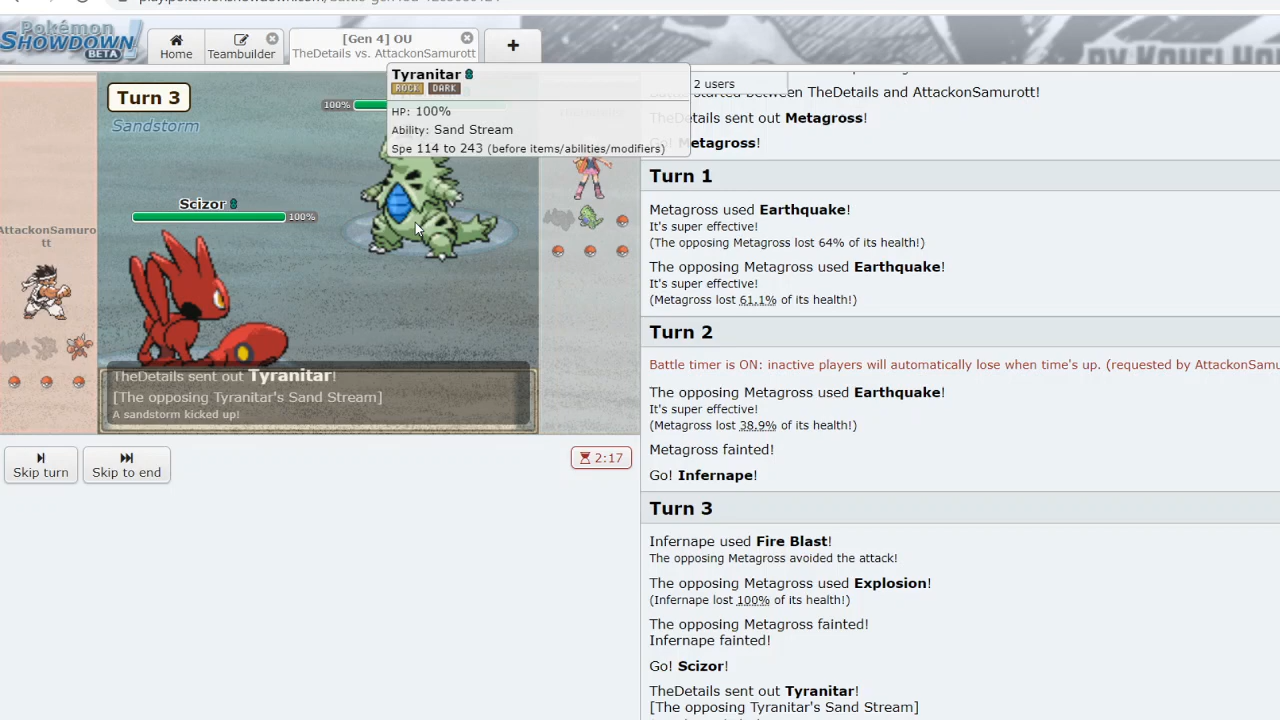 Pokémon
SHOWDOWN
BETA
Home
Teambuilder
[Gen 4] OU
TheDetails vs. AttackonSamurott
+
Turn 3
Sandstorm
100%
Tyranitar
ROCK DARK
HP: 100%
Ability: Sand Stream
Spe 114 to 243 (before items/abilities/modifiers)
AttackonSamuro
tt
Scizor
100%
TheDetails sent out Tyranitar!
[The opposing Tyranitar's Sand Stream]
A sandstorm kicked up!
Skip turn
Skip to end
2:17
2 users
Battle started between TheDetails and AttackonSamurott!
TheDetails sent out Metagross!
Go! Metagross!
Turn 1
Metagross used Earthquake!
It's super effective!
(The opposing Metagross lost 64% of its health!)
The opposing Metagross used Earthquake!
It's super effective!
(Metagross lost 61.1% of its health!)
Turn 2
Battle timer is ON: inactive players will automatically lose when time's up. (requested by AttackonSamu
The opposing Metagross used Earthquake!
It's super effective!
(Metagross lost 38.9% of its health!)
Metagross fainted!
Go! Infernape!
Turn 3
Infernape used Fire Blast!
The opposing Metagross avoided the attack!
The opposing Metagross used Explosion!
(Infernape lost 100% of its health!)
The opposing Metagross fainted!
Infernape fainted!
Go! Scizor!
TheDetails sent out Tyranitar!
[The opposing Tyranitar's Sand Stream]